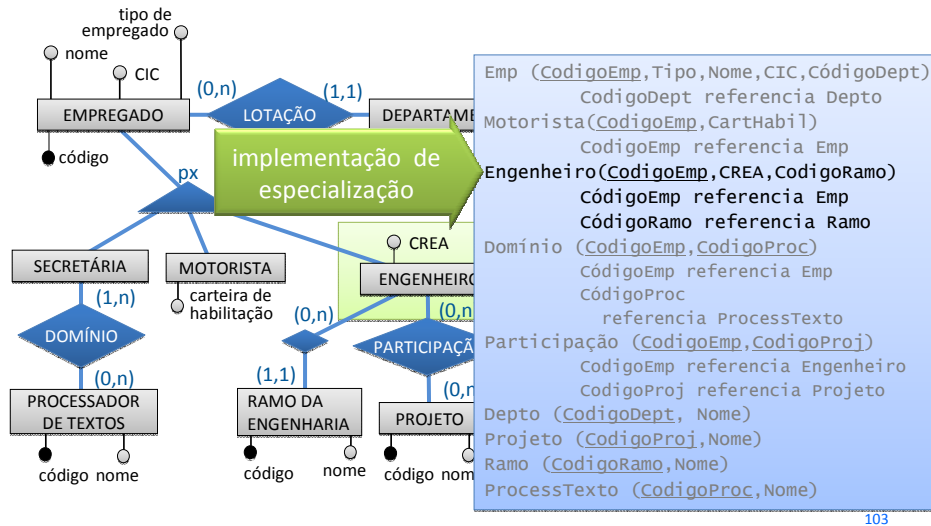 tipo de
empregado
nome
CIC
(0,n)
(1,1)
EMPREGADO
LOTAÇÃO
DEPARTAME
código
implementação de
especialização
px
CREA
SECRETÁRIA
MOTORISTA
ENGENHEIRO
(1,n)
carteira de
habilitação
(0,n)
(0,n
DOMÍNIO
PARTICIPAÇÃ
(0,n)
(1,1)
(0,n
PROCESSADOR
DE TEXTOS
RAMO DA
ENGENHARIA
PROJETO
código nome
código nome
código nom
Emp (CodigoEmp,Tipo,Nome,CIC,CódigoDept)
CodigoDept referencia Depto
Motorista(CodigoEmp,CartHabil)
CodigoEmp referencia Emp
Engenheiro(CodigoEmp,CREA,CodigoRamo)
CódigoEmp referencia Emp
CódigoRamo referencia Ramo
Domínio (CodigoEmp,CodigoProc)
CódigoEmp referencia Emp
CódigoProc
referencia ProcessTexto
Participação (CodigoEmp,CodigoProj)
CodigoEmp referencia Engenheiro
CodigoProj referencia Projeto
Depto (CodigoDept, Nome)
Projeto (CodigoProj,Nome)
Ramo (CodigoRamo,Nome)
ProcessTexto (CodigoProc,Nome)
103